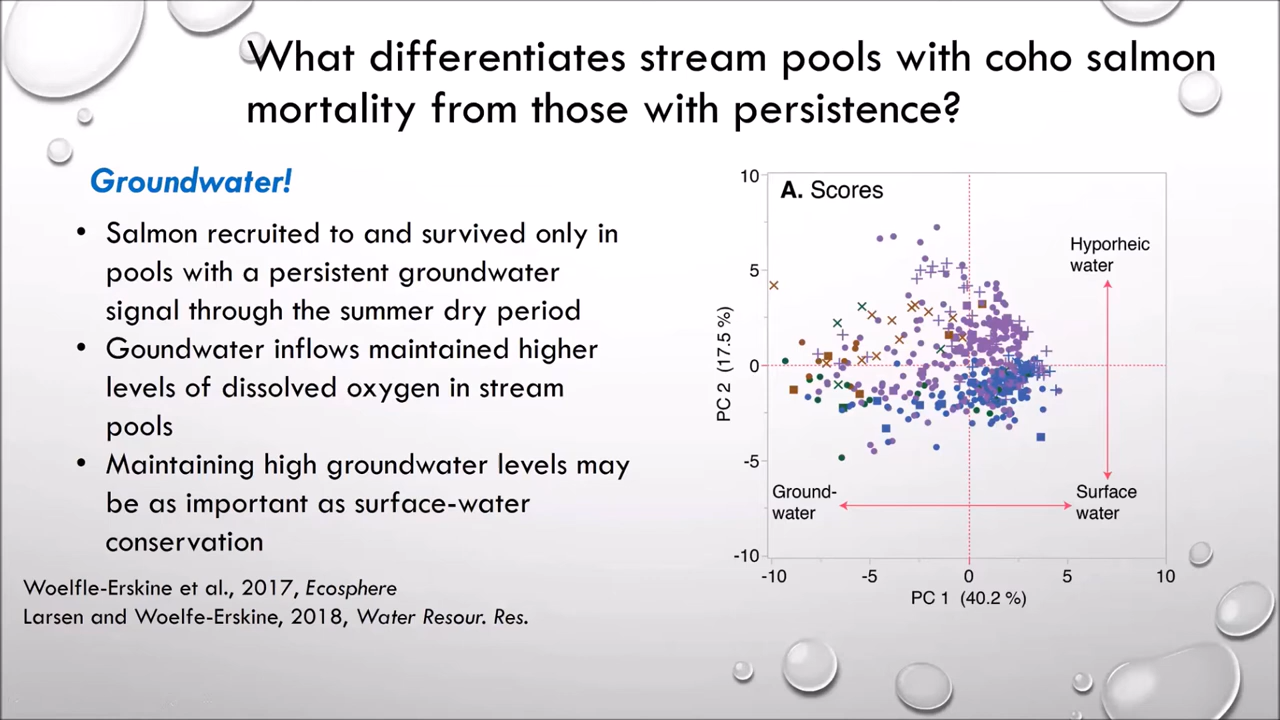 What differentiates stream pools with coho salmon
mortality from those with persistence?
Groundwater!
• Salmon recruited to and survived only in
pools with a persistent groundwater
signal through the summer dry period
• Goundwater inflows maintained higher
levels of dissolved oxygen in stream
pools
• Maintaining high groundwater levels may
be as important as surface-water
conservation
Woelfle-Erskine et al., 2017, Ecosphere
Larsen and Woelfe-Erskine, 2018, Water Resour. Res.
A. Scores
10
5
0
-5
-10
PC 2 (17.5 %)
Hyporheic
water
Ground-
water
Surface
water
-10 -5 0 5 10
PC 1 (40.2 %)